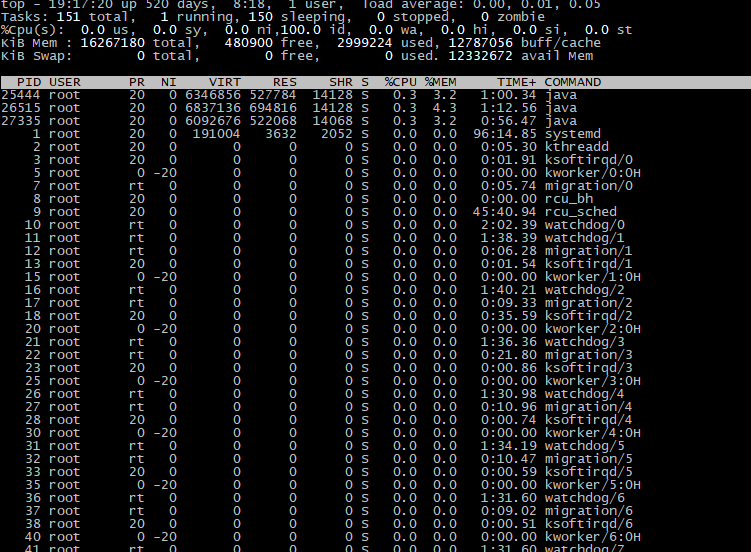 top - 19:17:20 up 520 days,  8:18,  1 user,  load average: 0.00, 0.01, 0.05
Tasks: 151 total,   1 running, 150 sleeping,   0 stopped,   0 zombie
%Cpu(s):  0.0 us,  0.0 sy,  0.0 ni,100.0 id,  0.0 wa,  0.0 hi,  0.0 si,  0.0 st
KiB Mem : 16267180 total,   480900 free,  2999224 used, 12787056 buff/cache
KiB Swap:        0 total,        0 free,        0 used. 12332672 avail Mem
PID USER PR NI VIRT RES SHR S %CPU %MEM TIME+ COMMAND
25444 root 20 0 6346856 527784 14128 S 0.3 3.2 1:00.34 java
26515 root 20 0 6837136 694816 14128 S 0.3 4.3 1:12.56 java
27335 root 20 0 6092676 522068 14068 S 0.3 3.2 0:56.47 java
1 root 20 0 191004 3632 2052 S 0.0 0.0 96:14.85 systemd
2 root 20 0 0 0 0 S 0.0 0.0 0:05.30 kthreadd
3 root 20 0 0 0 0 S 0.0 0.0 0:01.91 ksoftirqd/0
5 root 0 -20 0 0 0 S 0.0 0.0 0:00.00 kworker/0:0H
7 root rt 0 0 0 0 S 0.0 0.0 0:05.74 migration/0
8 root 20 0 0 0 0 S 0.0 0.0 0:00.00 rcu_bh
9 root 20 0 0 0 0 S 0.0 0.0 45:40.94 rcu_sched
10 root rt 0 0 0 0 S 0.0 0.0 2:02.39 watchdog/0
11 root rt 0 0 0 0 S 0.0 0.0 1:38.39 watchdog/1
12 root rt 0 0 0 0 S 0.0 0.0 0:06.28 migration/1
13 root 20 0 0 0 0 S 0.0 0.0 0:01.54 ksoftirqd/1
15 root 0 -20 0 0 0 S 0.0 0.0 0:00.00 kworker/1:0H
16 root rt 0 0 0 0 S 0.0 0.0 1:40.21 watchdog/2
17 root rt 0 0 0 0 S 0.0 0.0 0:09.33 migration/2
18 root 20 0 0 0 0 S 0.0 0.0 0:35.59 ksoftirqd/2
20 root 0 -20 0 0 0 S 0.0 0.0 0:00.00 kworker/2:0H
21 root rt 0 0 0 0 S 0.0 0.0 1:36.36 watchdog/3
22 root rt 0 0 0 0 S 0.0 0.0 0:21.80 migration/3
23 root 20 0 0 0 0 S 0.0 0.0 0:00.86 ksoftirqd/3
25 root 0 -20 0 0 0 S 0.0 0.0 0:00.00 kworker/3:0H
26 root rt 0 0 0 0 S 0.0 0.0 1:30.98 watchdog/4
27 root rt 0 0 0 0 S 0.0 0.0 0:10.96 migration/4
28 root 20 0 0 0 0 S 0.0 0.0 0:00.74 ksoftirqd/4
30 root 0 -20 0 0 0 S 0.0 0.0 0:00.00 kworker/4:0H
31 root rt 0 0 0 0 S 0.0 0.0 1:34.19 watchdog/5
32 root rt 0 0 0 0 S 0.0 0.0 0:10.47 migration/5
33 root 20 0 0 0 0 S 0.0 0.0 0:00.59 ksoftirqd/5
35 root 0 -20 0 0 0 S 0.0 0.0 0:00.00 kworker/5:0H
36 root rt 0 0 0 0 S 0.0 0.0 1:31.60 watchdog/6
37 root rt 0 0 0 0 S 0.0 0.0 0:09.02 migration/6
38 root 20 0 0 0 0 S 0.0 0.0 0:00.51 ksoftirqd/6
40 root 0 -20 0 0 0 S 0.0 0.0 0:00.00 kworker/6:0H
41 root rt 0 0 0 0 S 0.0 0.0 1:31.60 watchdog/7